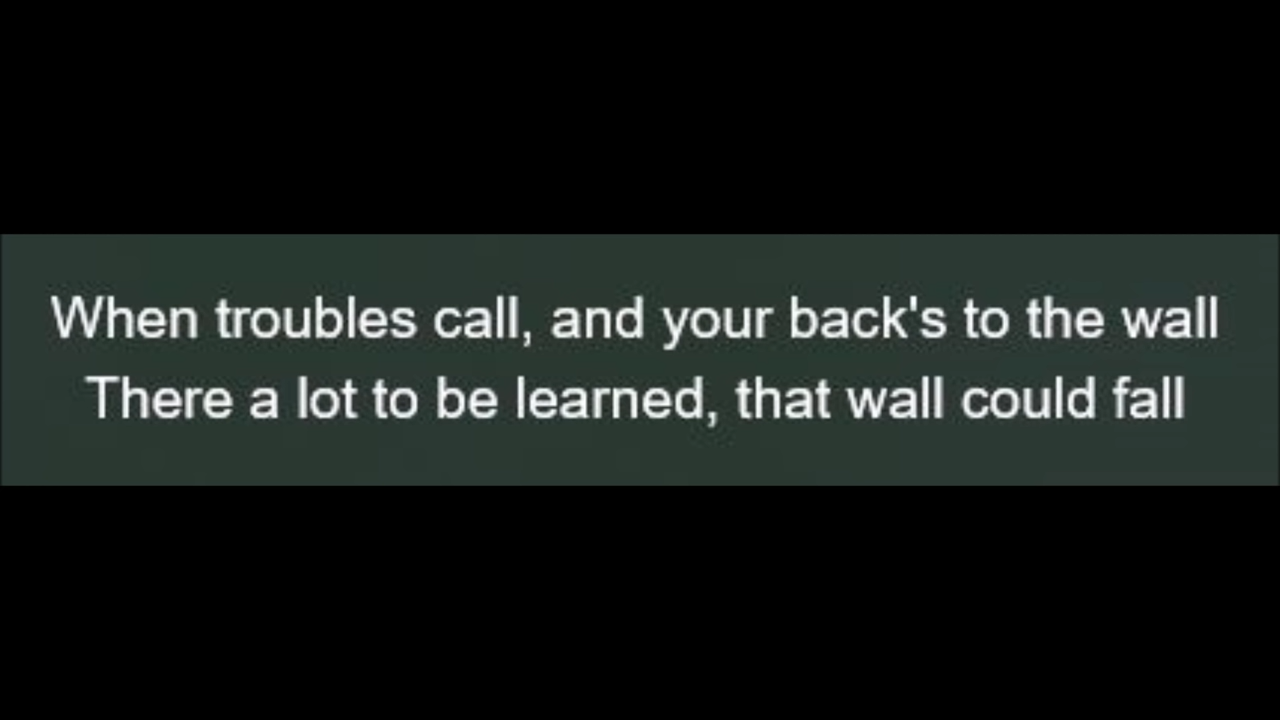 When troubles call, and your back's to the wall
There a lot to be learned, that wall could fall